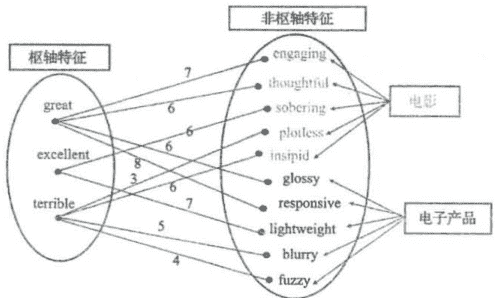 非枢轴特征
枢轴特征
engaging
thoughtful
sobering
plotless
insipid
glossy
responsive
lightweight
blurry
fuzzy
great
excellent
terrible
电影
电子产品
7
6
6
6
8
3
6
7
5
4